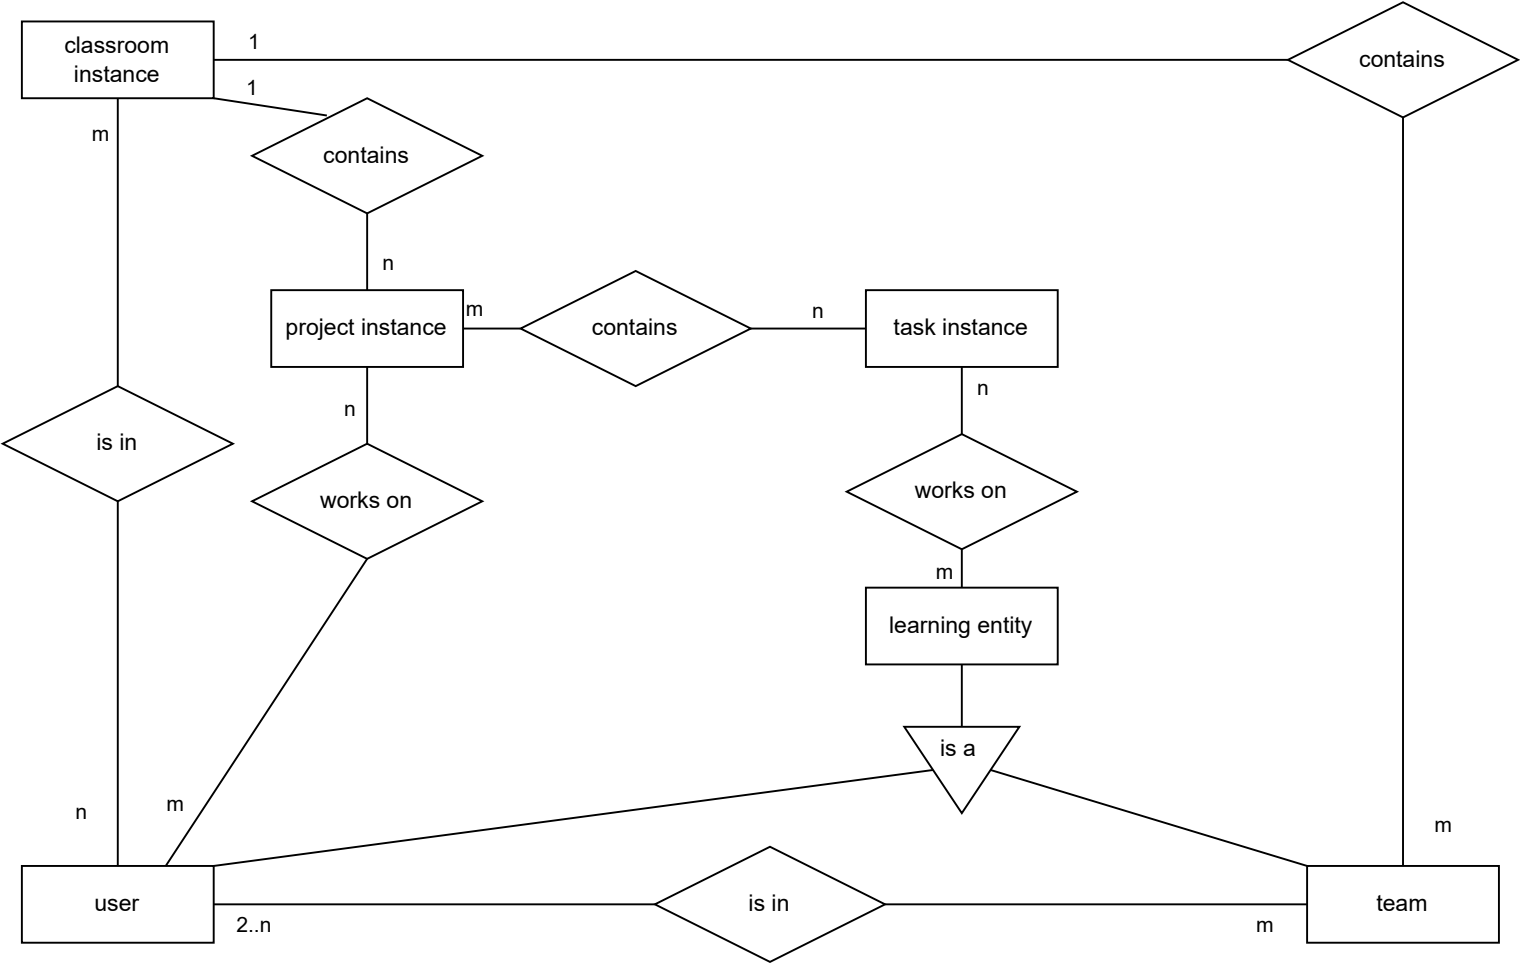 classroom
instance
1
contains
1
m
contains
n
project instance
m
contains
n
task instance
n
n
is in
works on
works on
m
learning entity
is a
m
n
m
user
2..n
is in
m
team